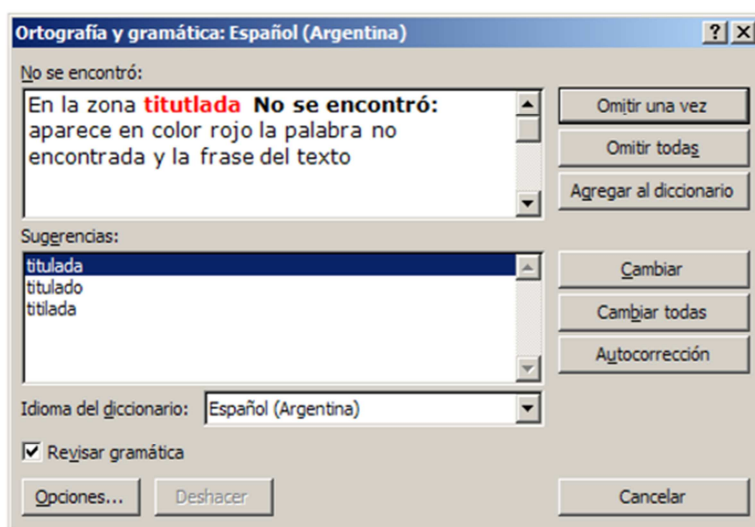 Ortografía y gramática: Español (Argentina)
No se encontró:
En la zona titutlada No se encontró:
aparece en color rojo la palabra no
encontrada y la frase del texto
Omitir una vez
Omitir todas
Agregar al diccionario
Sugerencias:
titulada
titulado
titilada
Cambiar
Cambiar todas
Autocorrección
Idioma del diccionario: Español (Argentina)
Revisar gramática
Opciones... Deshacer Cancelar